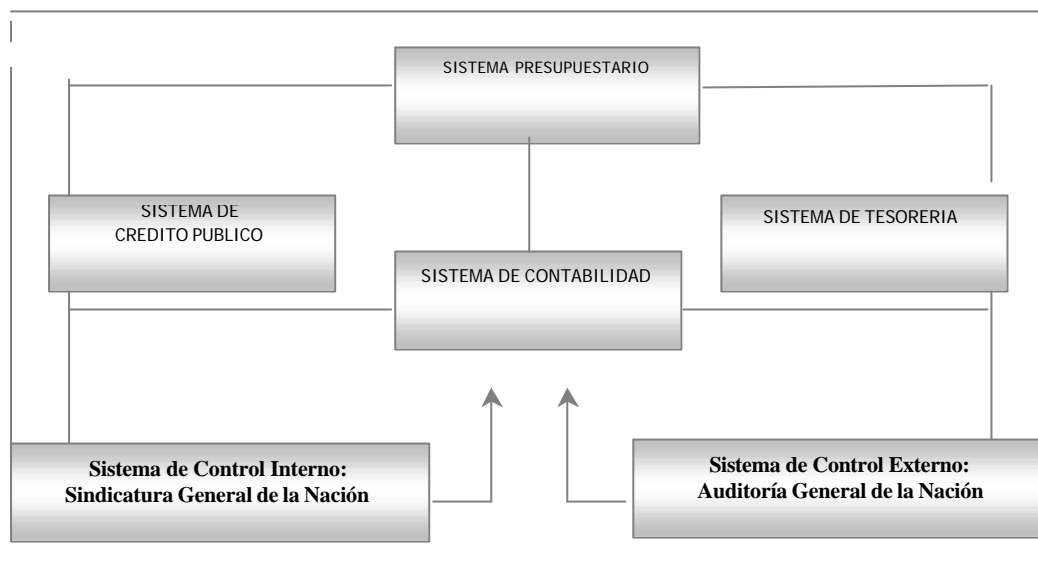 SISTEMA PRESUPUESTARIO
SISTEMA DE
CREDITO PUBLICO
SISTEMA DE TESORERIA
SISTEMA DE CONTABILIDAD
Sistema de Control Interno:
Sindicatura General de la Nación
Sistema de Control Externo:
Auditoría General de la Nación